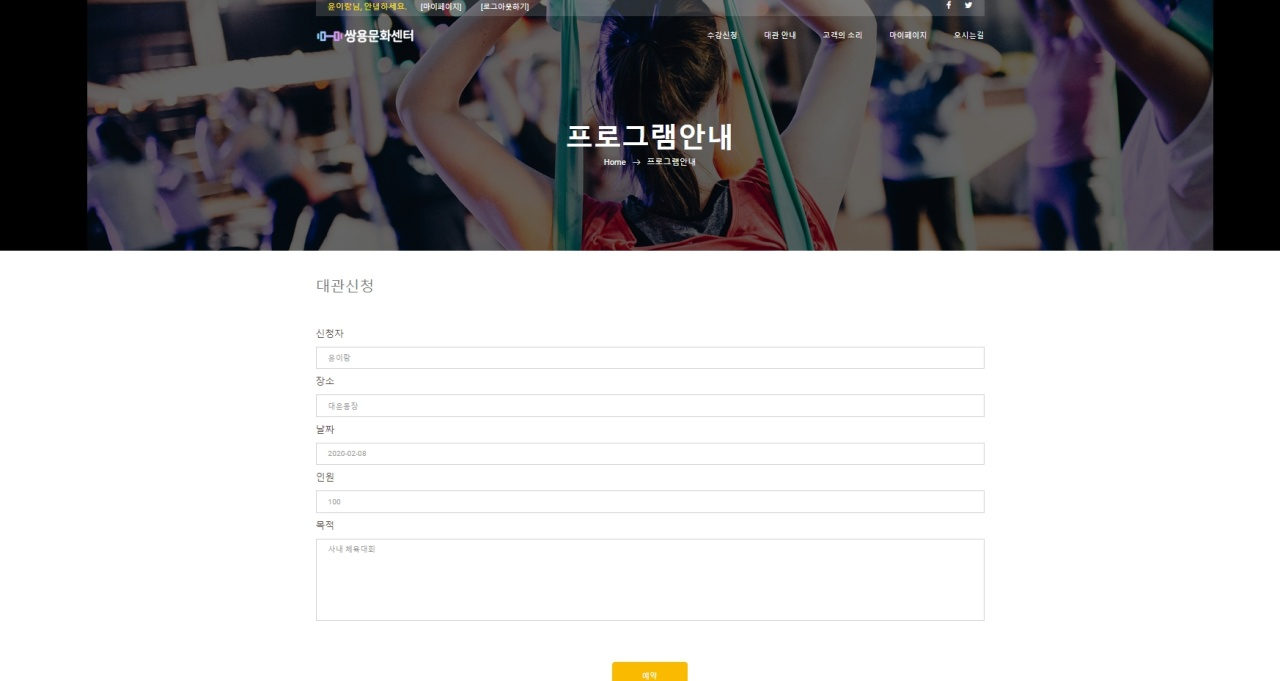 윤이랑님, 안녕하세요. [마이페이지] [로그아웃하기]
쌍용문화센터 수강신청 대관 안내 고객의 소리 마이페이지 오시는길
프로그램안내
Home → 프로그램안내
대관신청
신청자
윤이랑
장소
대운동장
날짜
2020-02-08
인원
100
목적
사내 체육대회
예약